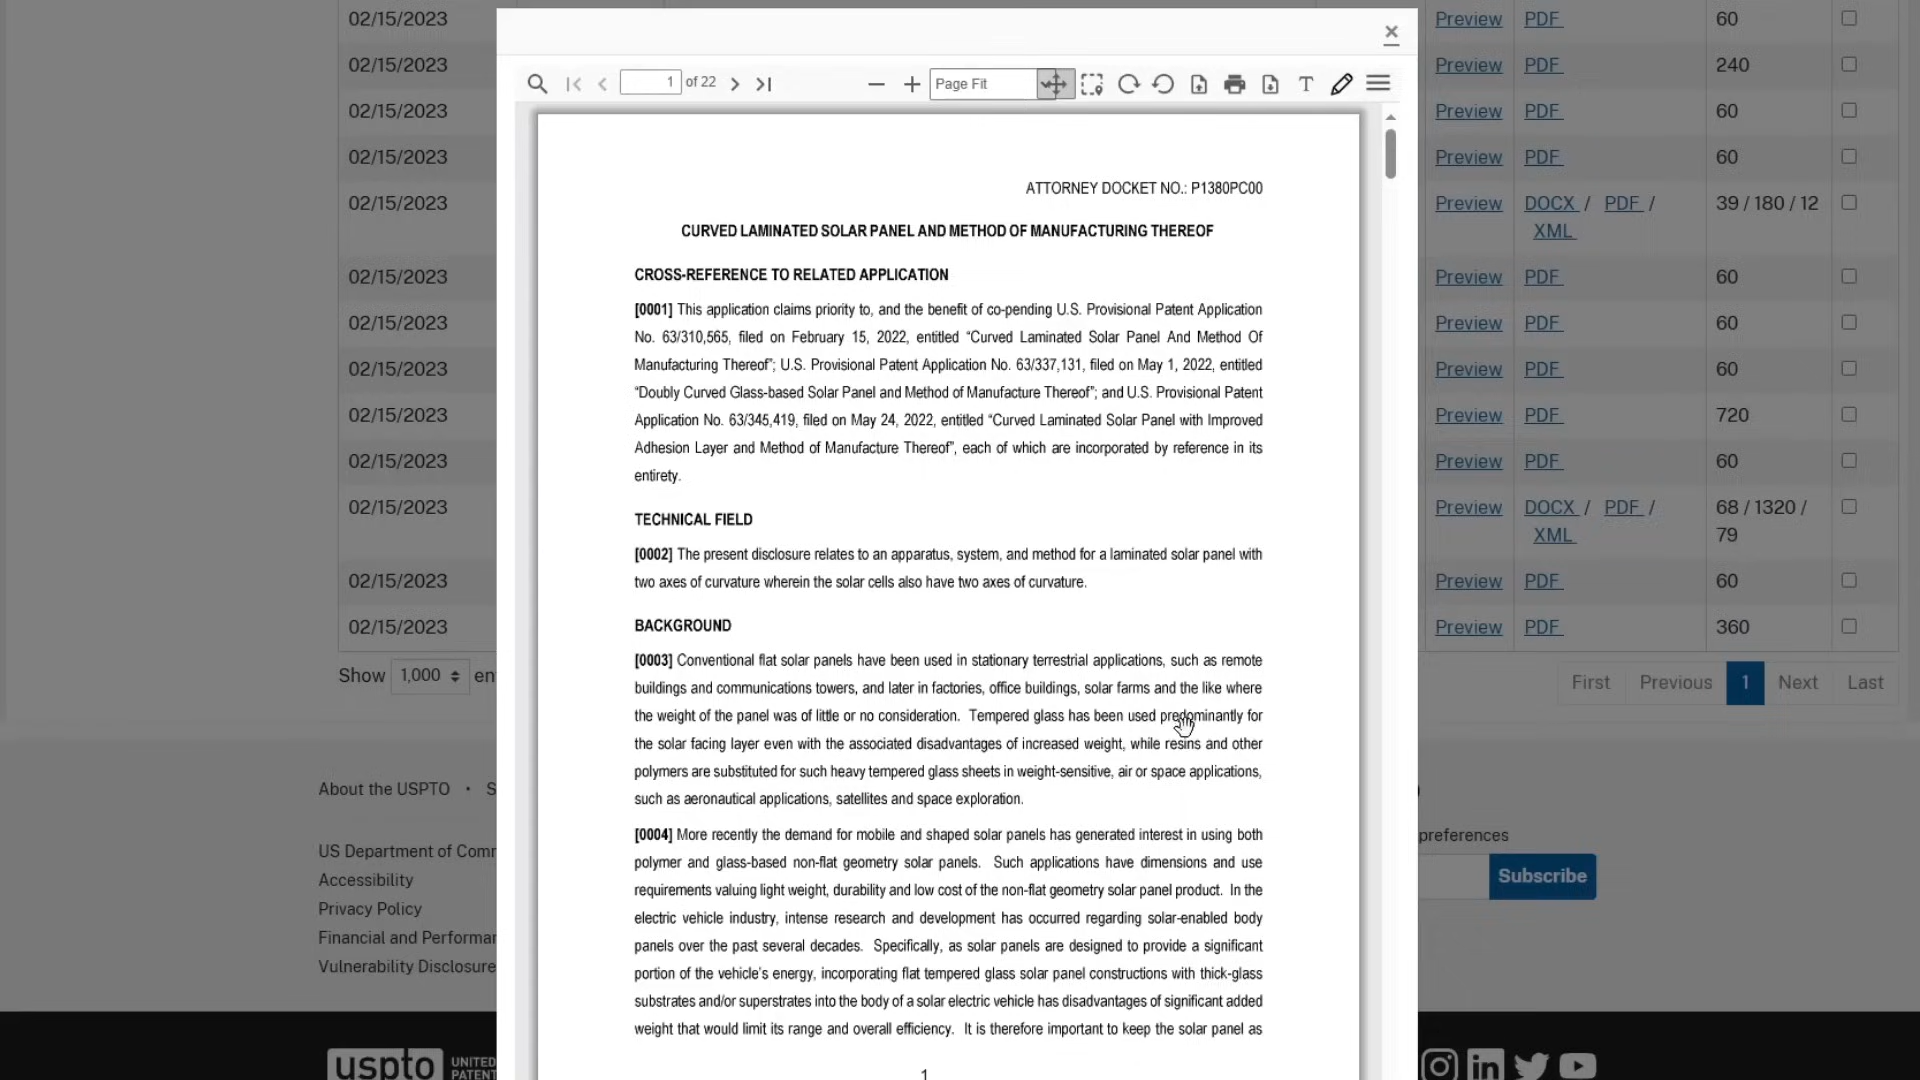 02/15/2023
Preview PDF 60
02/15/2023
Preview PDF 240
02/15/2023
Preview PDF 60
02/15/2023
Preview PDF 60
02/15/2023
Preview DOCX / PDF / 39 / 180 / 12
XML
02/15/2023
Preview PDF 60
02/15/2023
Preview PDF 60
02/15/2023
Preview PDF 60
02/15/2023
Preview PDF 720
02/15/2023
Preview PDF 60
02/15/2023
Preview DOCX / PDF / 68 / 1320 /
XML 79
02/15/2023
Preview PDF 60
02/15/2023
Preview PDF 360
Show 1,000 en
First Previous 1 Next Last
1 of 22
Page Fit
ATTORNEY DOCKET NO.: P1380PC00
CURVED LAMINATED SOLAR PANEL AND METHOD OF MANUFACTURING THEREOF
CROSS-REFERENCE TO RELATED APPLICATION
[0001] This application claims priority to, and the benefit of co-pending U.S. Provisional Patent Application
No. 63/310,565, filed on February 15, 2022, entitled “Curved Laminated Solar Panel And Method Of
Manufacturing Thereof”; U.S. Provisional Patent Application No. 63/337,131, filed on May 1, 2022, entitled
“Doubly Curved Glass-based Solar Panel and Method of Manufacture Thereof”; and U.S. Provisional Patent
Application No. 63/345,419, filed on May 24, 2022, entitled “Curved Laminated Solar Panel with Improved
Adhesion Layer and Method of Manufacture Thereof”, each of which are incorporated by reference in its
entirety.
TECHNICAL FIELD
[0002] The present disclosure relates to an apparatus, system, and method for a laminated solar panel with
two axes of curvature wherein the solar cells also have two axes of curvature.
BACKGROUND
[0003] Conventional flat solar panels have been used in stationary terrestrial applications, such as remote
buildings and communications towers, and later in factories, office buildings, solar farms and the like where
the weight of the panel was of little or no consideration. Tempered glass has been used predominantly for
the solar facing layer even with the associated disadvantages of increased weight, while resins and other
polymers are substituted for such heavy tempered glass sheets in weight-sensitive, air or space applications,
such as aeronautical applications, satellites and space exploration.
[0004] More recently the demand for mobile and shaped solar panels has generated interest in using both
polymer and glass-based non-flat geometry solar panels. Such applications have dimensions and use
requirements valuing light weight, durability and low cost of the non-flat geometry solar panel product. In the
electric vehicle industry, intense research and development has occurred regarding solar-enabled body
panels over the past several decades. Specifically, as solar panels are designed to provide a significant
portion of the vehicle’s energy, incorporating flat tempered glass solar panel constructions with thick-glass
substrates and/or superstrates into the body of a solar electric vehicle has disadvantages of significant added
weight that would limit its range and overall efficiency. It is therefore important to keep the solar panel as
1
About the USPTO • S
US Department of Comm
Accessibility
Privacy Policy
Financial and Performan
Vulnerability Disclosure
preferences
Subscribe
uspto UNITED
PATENT